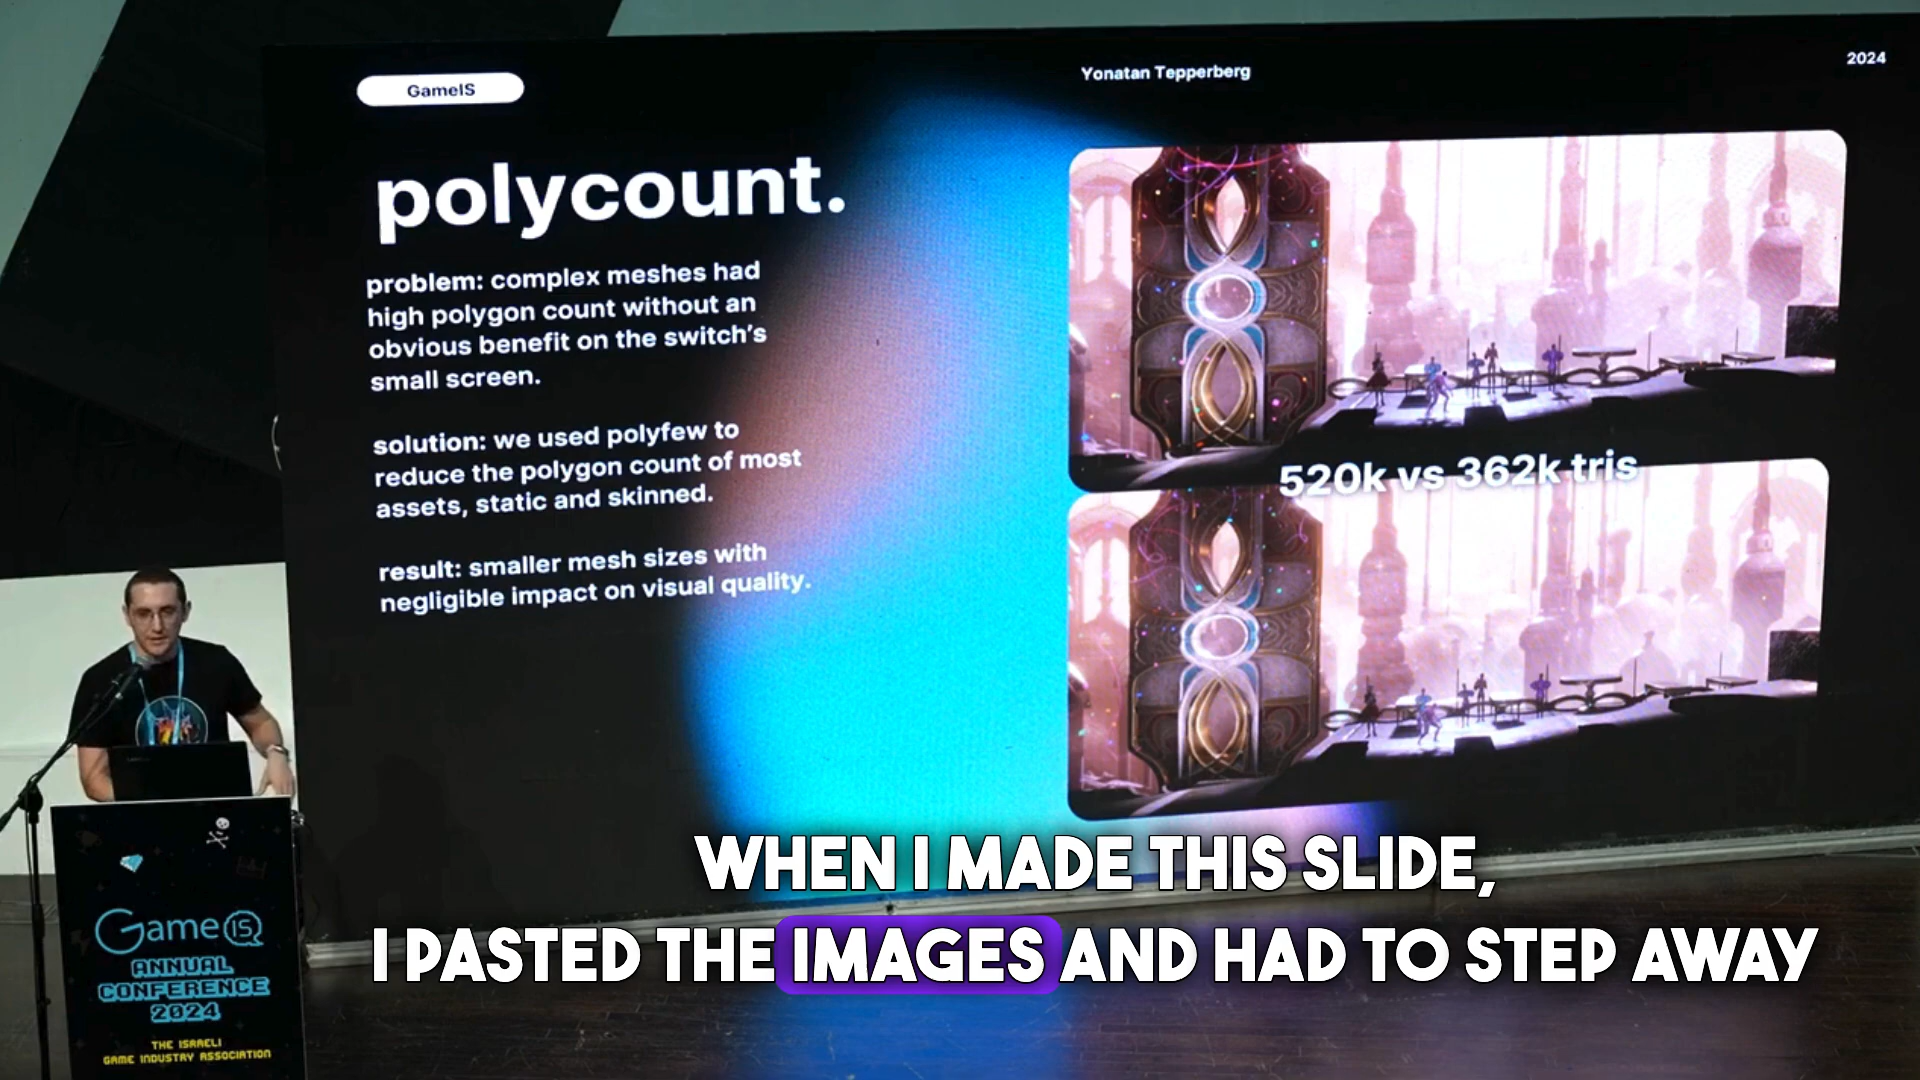 GameIS
Yonatan Tepperberg
2024
polycount.
problem: complex meshes had
high polygon count without an
obvious benefit on the switch's
small screen.
solution: we used polyfew to
reduce the polygon count of most
assets, static and skinned.
result: smaller mesh sizes with
negligible impact on visual quality.
520k vs 362k tris
Game IS
ANNUAL
CONFERENCE
2024
THE ISRAELI
GAME INDUSTRY ASSOCIATION
WHEN I MADE THIS SLIDE,
I PASTED THE IMAGES AND HAD TO STEP AWAY